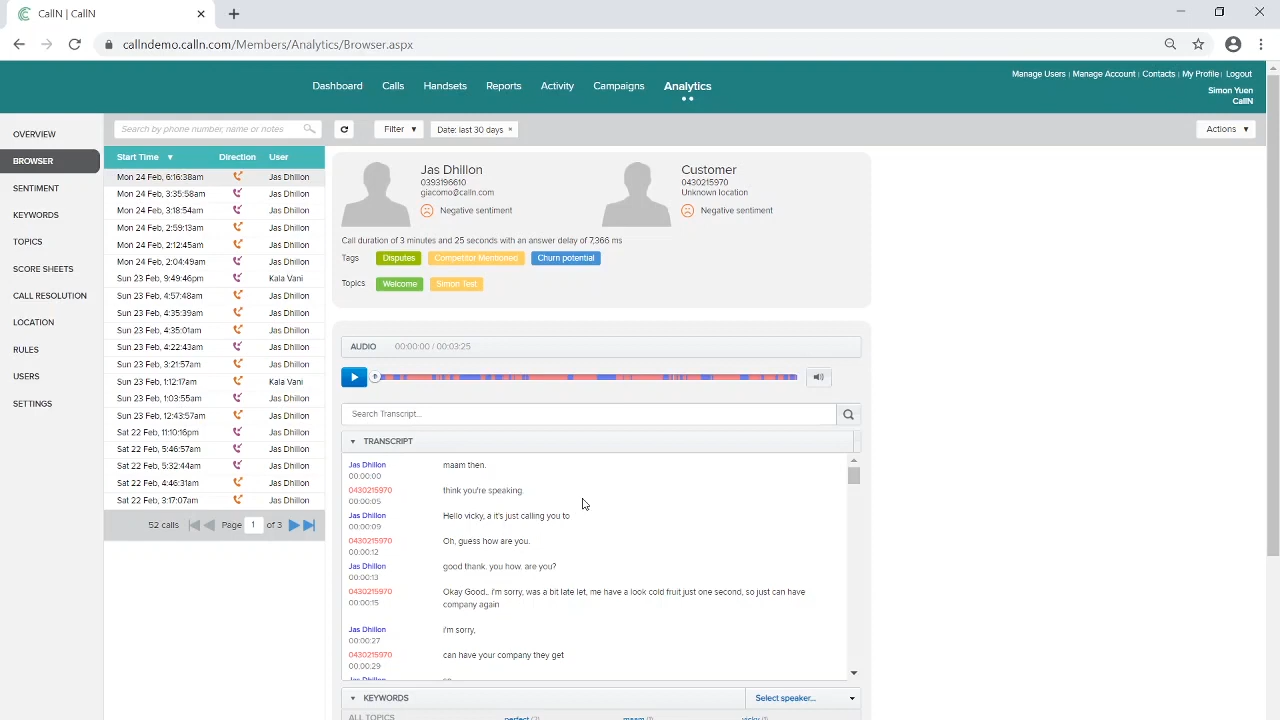 CallN | CallN
callndemo.calln.com/Members/Analytics/Browser.aspx
Manage Users | Manage Account | Contacts | My Profile | Logout
Simon Yuen
CallN
Dashboard Calls Handsets Reports Activity Campaigns Analytics
OVERVIEW
BROWSER
SENTIMENT
KEYWORDS
TOPICS
SCORE SHEETS
CALL RESOLUTION
LOCATION
RULES
USERS
SETTINGS
Search by phone number, name or notes
Filter ▼
Date: last 30 days
Actions ▼
Start Time ▼ Direction User
Mon 24 Feb, 6:16:38am Jas Dhillon
Mon 24 Feb, 3:35:58am Jas Dhillon
Mon 24 Feb, 3:18:54am Jas Dhillon
Mon 24 Feb, 2:59:13am Jas Dhillon
Mon 24 Feb, 2:12:45am Jas Dhillon
Mon 24 Feb, 2:04:49am Jas Dhillon
Sun 23 Feb, 9:49:46pm Kala Vani
Sun 23 Feb, 4:57:48am Jas Dhillon
Sun 23 Feb, 4:35:39am Jas Dhillon
Sun 23 Feb, 4:35:01am Jas Dhillon
Sun 23 Feb, 4:22:43am Jas Dhillon
Sun 23 Feb, 3:21:57am Jas Dhillon
Sun 23 Feb, 1:12:17am Kala Vani
Sun 23 Feb, 1:03:55am Jas Dhillon
Sun 23 Feb, 12:43:57am Jas Dhillon
Sat 22 Feb, 11:10:16pm Jas Dhillon
Sat 22 Feb, 5:46:57am Jas Dhillon
Sat 22 Feb, 5:32:44am Jas Dhillon
Sat 22 Feb, 4:46:31am Jas Dhillon
Sat 22 Feb, 3:17:07am Jas Dhillon
52 calls Page 1 of 3
Jas Dhillon
0393196610
giacomo@calln.com
Negative sentiment
Customer
0430215970
Unknown location
Negative sentiment
Call duration of 3 minutes and 25 seconds with an answer delay of 7,366 ms
Tags Disputes Competitor Mentioned Churn potential
Topics Welcome Simon Test
AUDIO 00:00:00 / 00:03:25
P
Search Transcript...
TRANSCRIPT
Jas Dhillon maam then.
00:00:00
0430215970 think you're speaking.
00:00:05
Jas Dhillon Hello vicky, a it's just calling you to
00:00:09
0430215970 Oh, guess how are you.
00:00:12
Jas Dhillon good thank. you how. are you?
00:00:13
0430215970 Okay Good.. i'm sorry, was a bit late let, me have a look cold fruit just one second, so just can have
00:00:15 company again
Jas Dhillon i'm sorry,
00:00:27
0430215970 can have your company they get
00:00:29
Jas Dhillon so
KEYWORDS Select speaker...
ALL TOPICS perfect (2) maam (1) vicky (1)